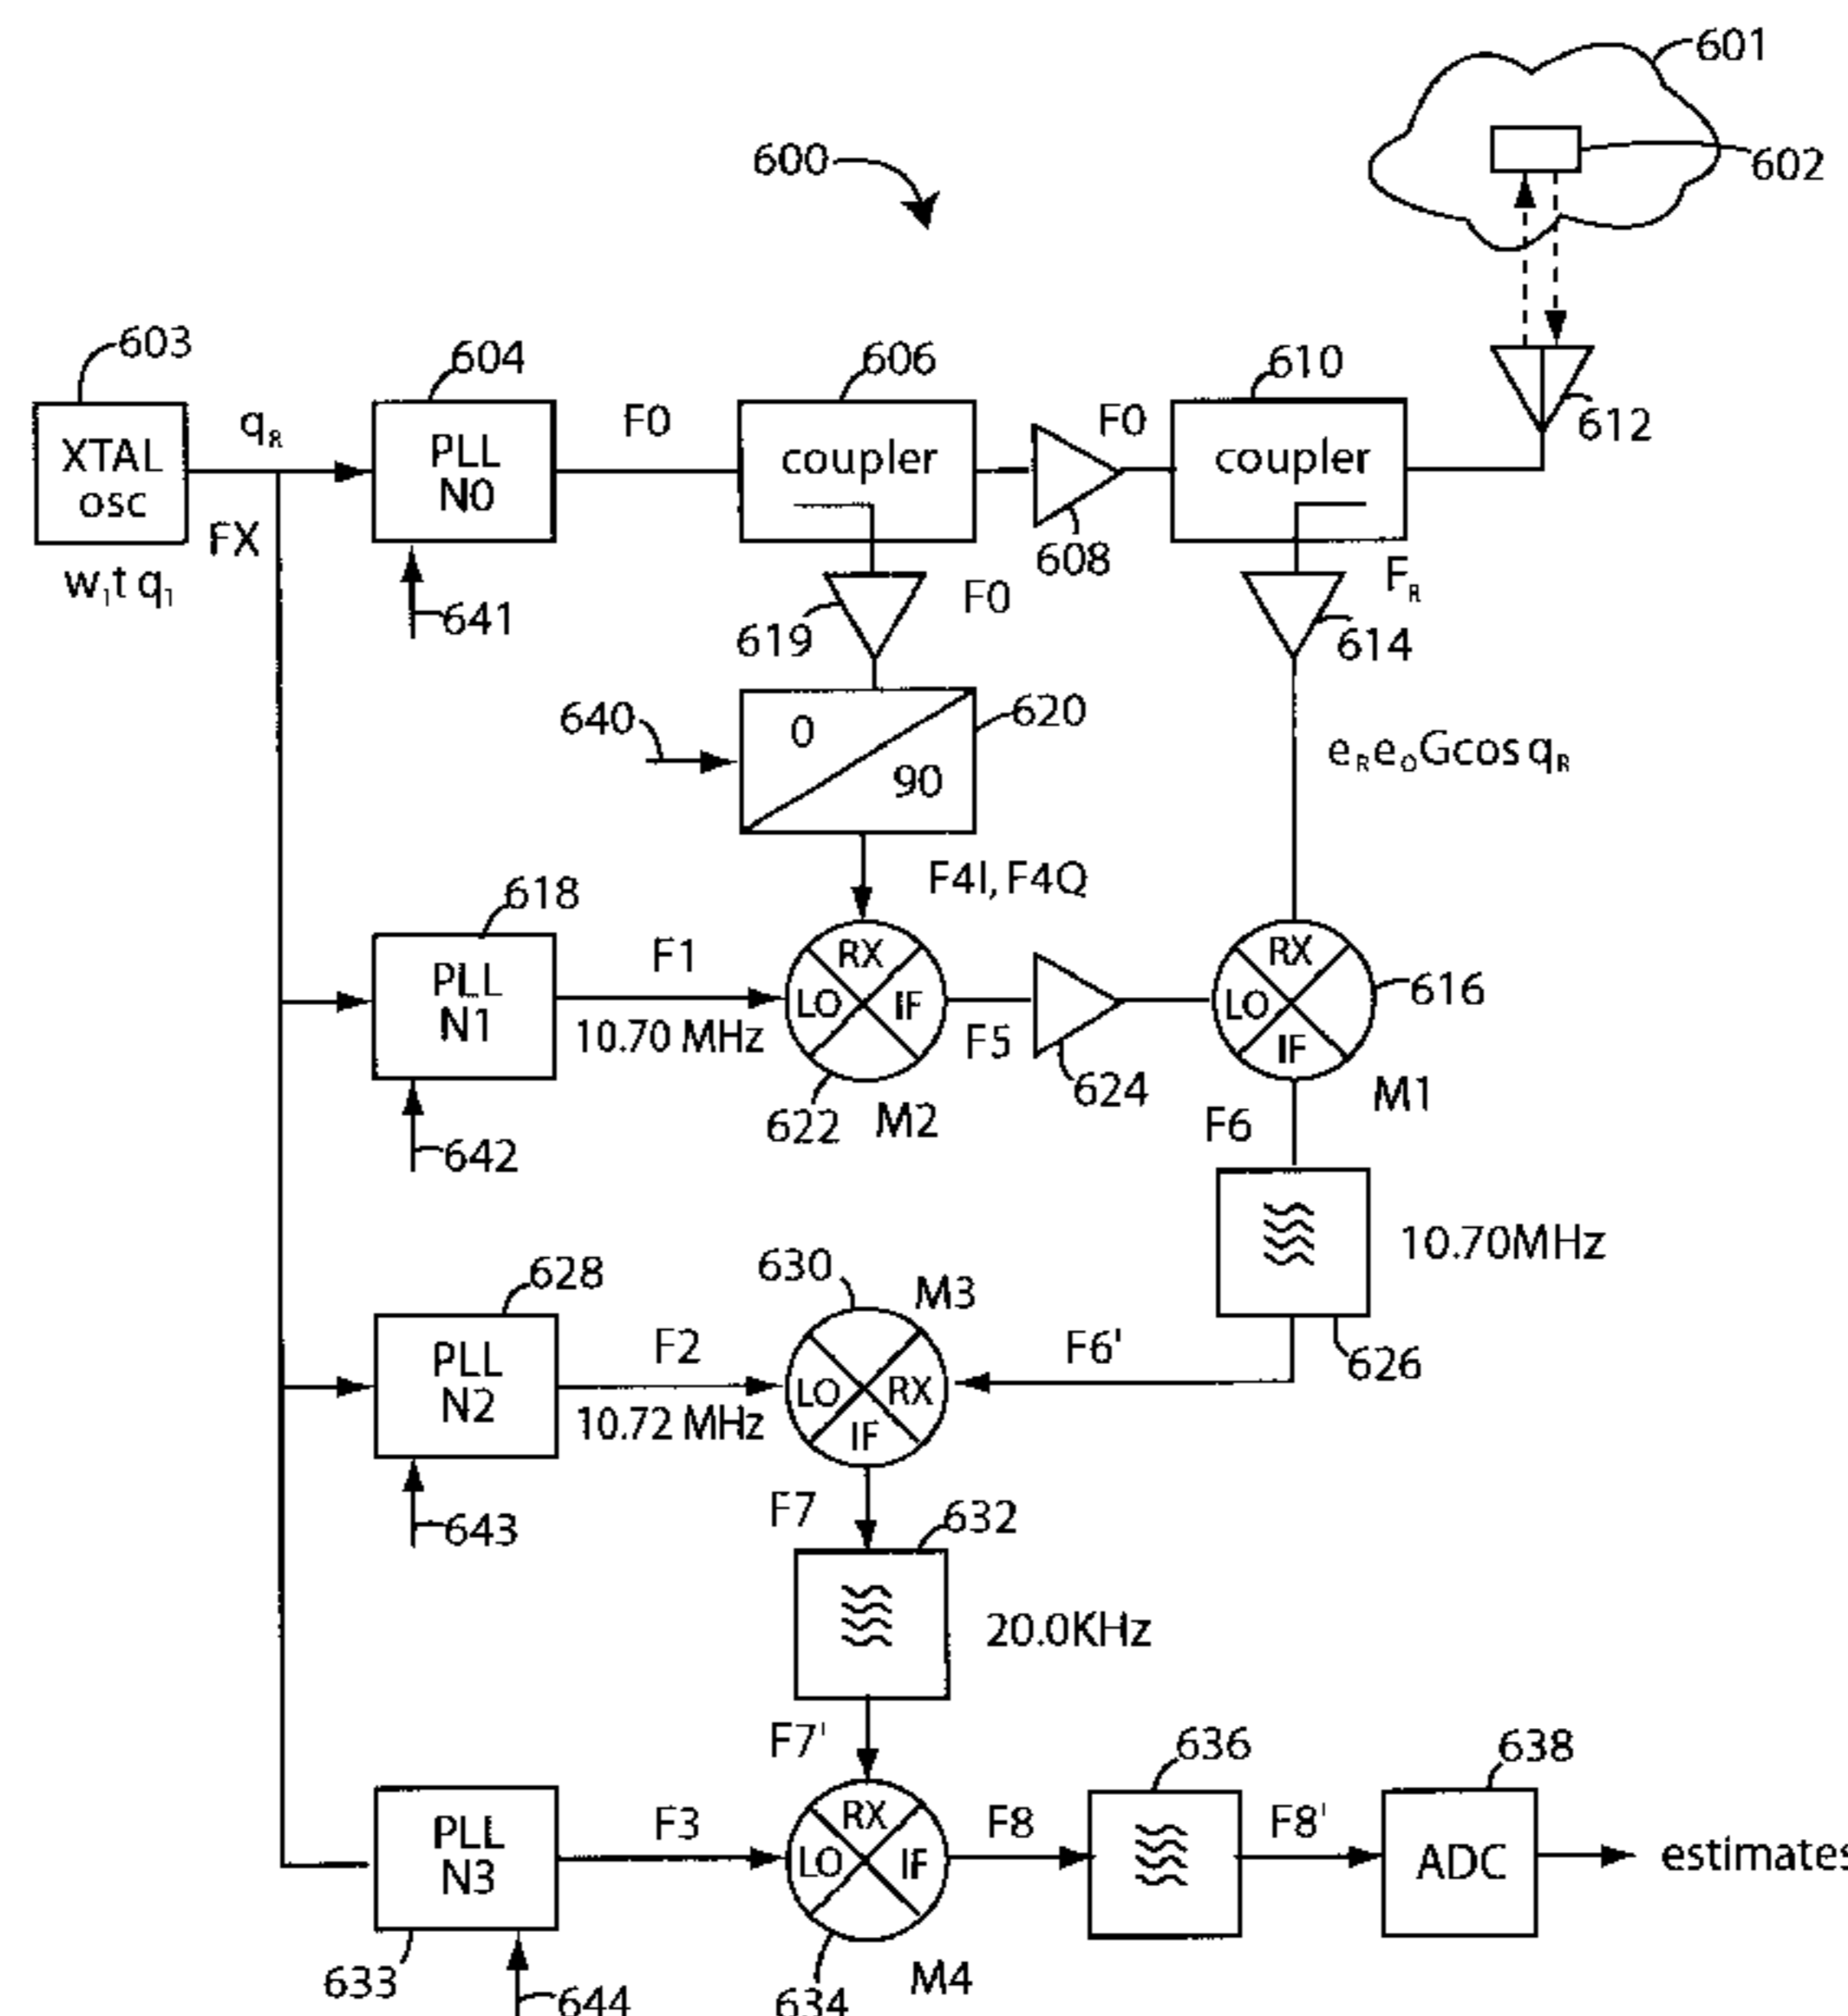 601
600
602
603
604
606
610
612
XTAL
osc
qR
FX
w₁t q₁
PLL
N0
F0
coupler
F0
608
coupler
641
619
F0
FR
614
640
0
90
620
eReOGcos qR
F4I, F4Q
618
PLL
N1
F1
10.70 MHz
RX
LO
IF
622
M2
F5
624
RX
LO
IF
616
M1
642
F6
10.70MHz
626
628
PLL
N2
F2
10.72 MHz
630
M3
LO
RX
IF
F6'
643
F7
632
20.0KHz
F7'
PLL
N3
F3
633
644
RX
LO
IF
634
M4
F8
636
F8'
638
ADC
estimates